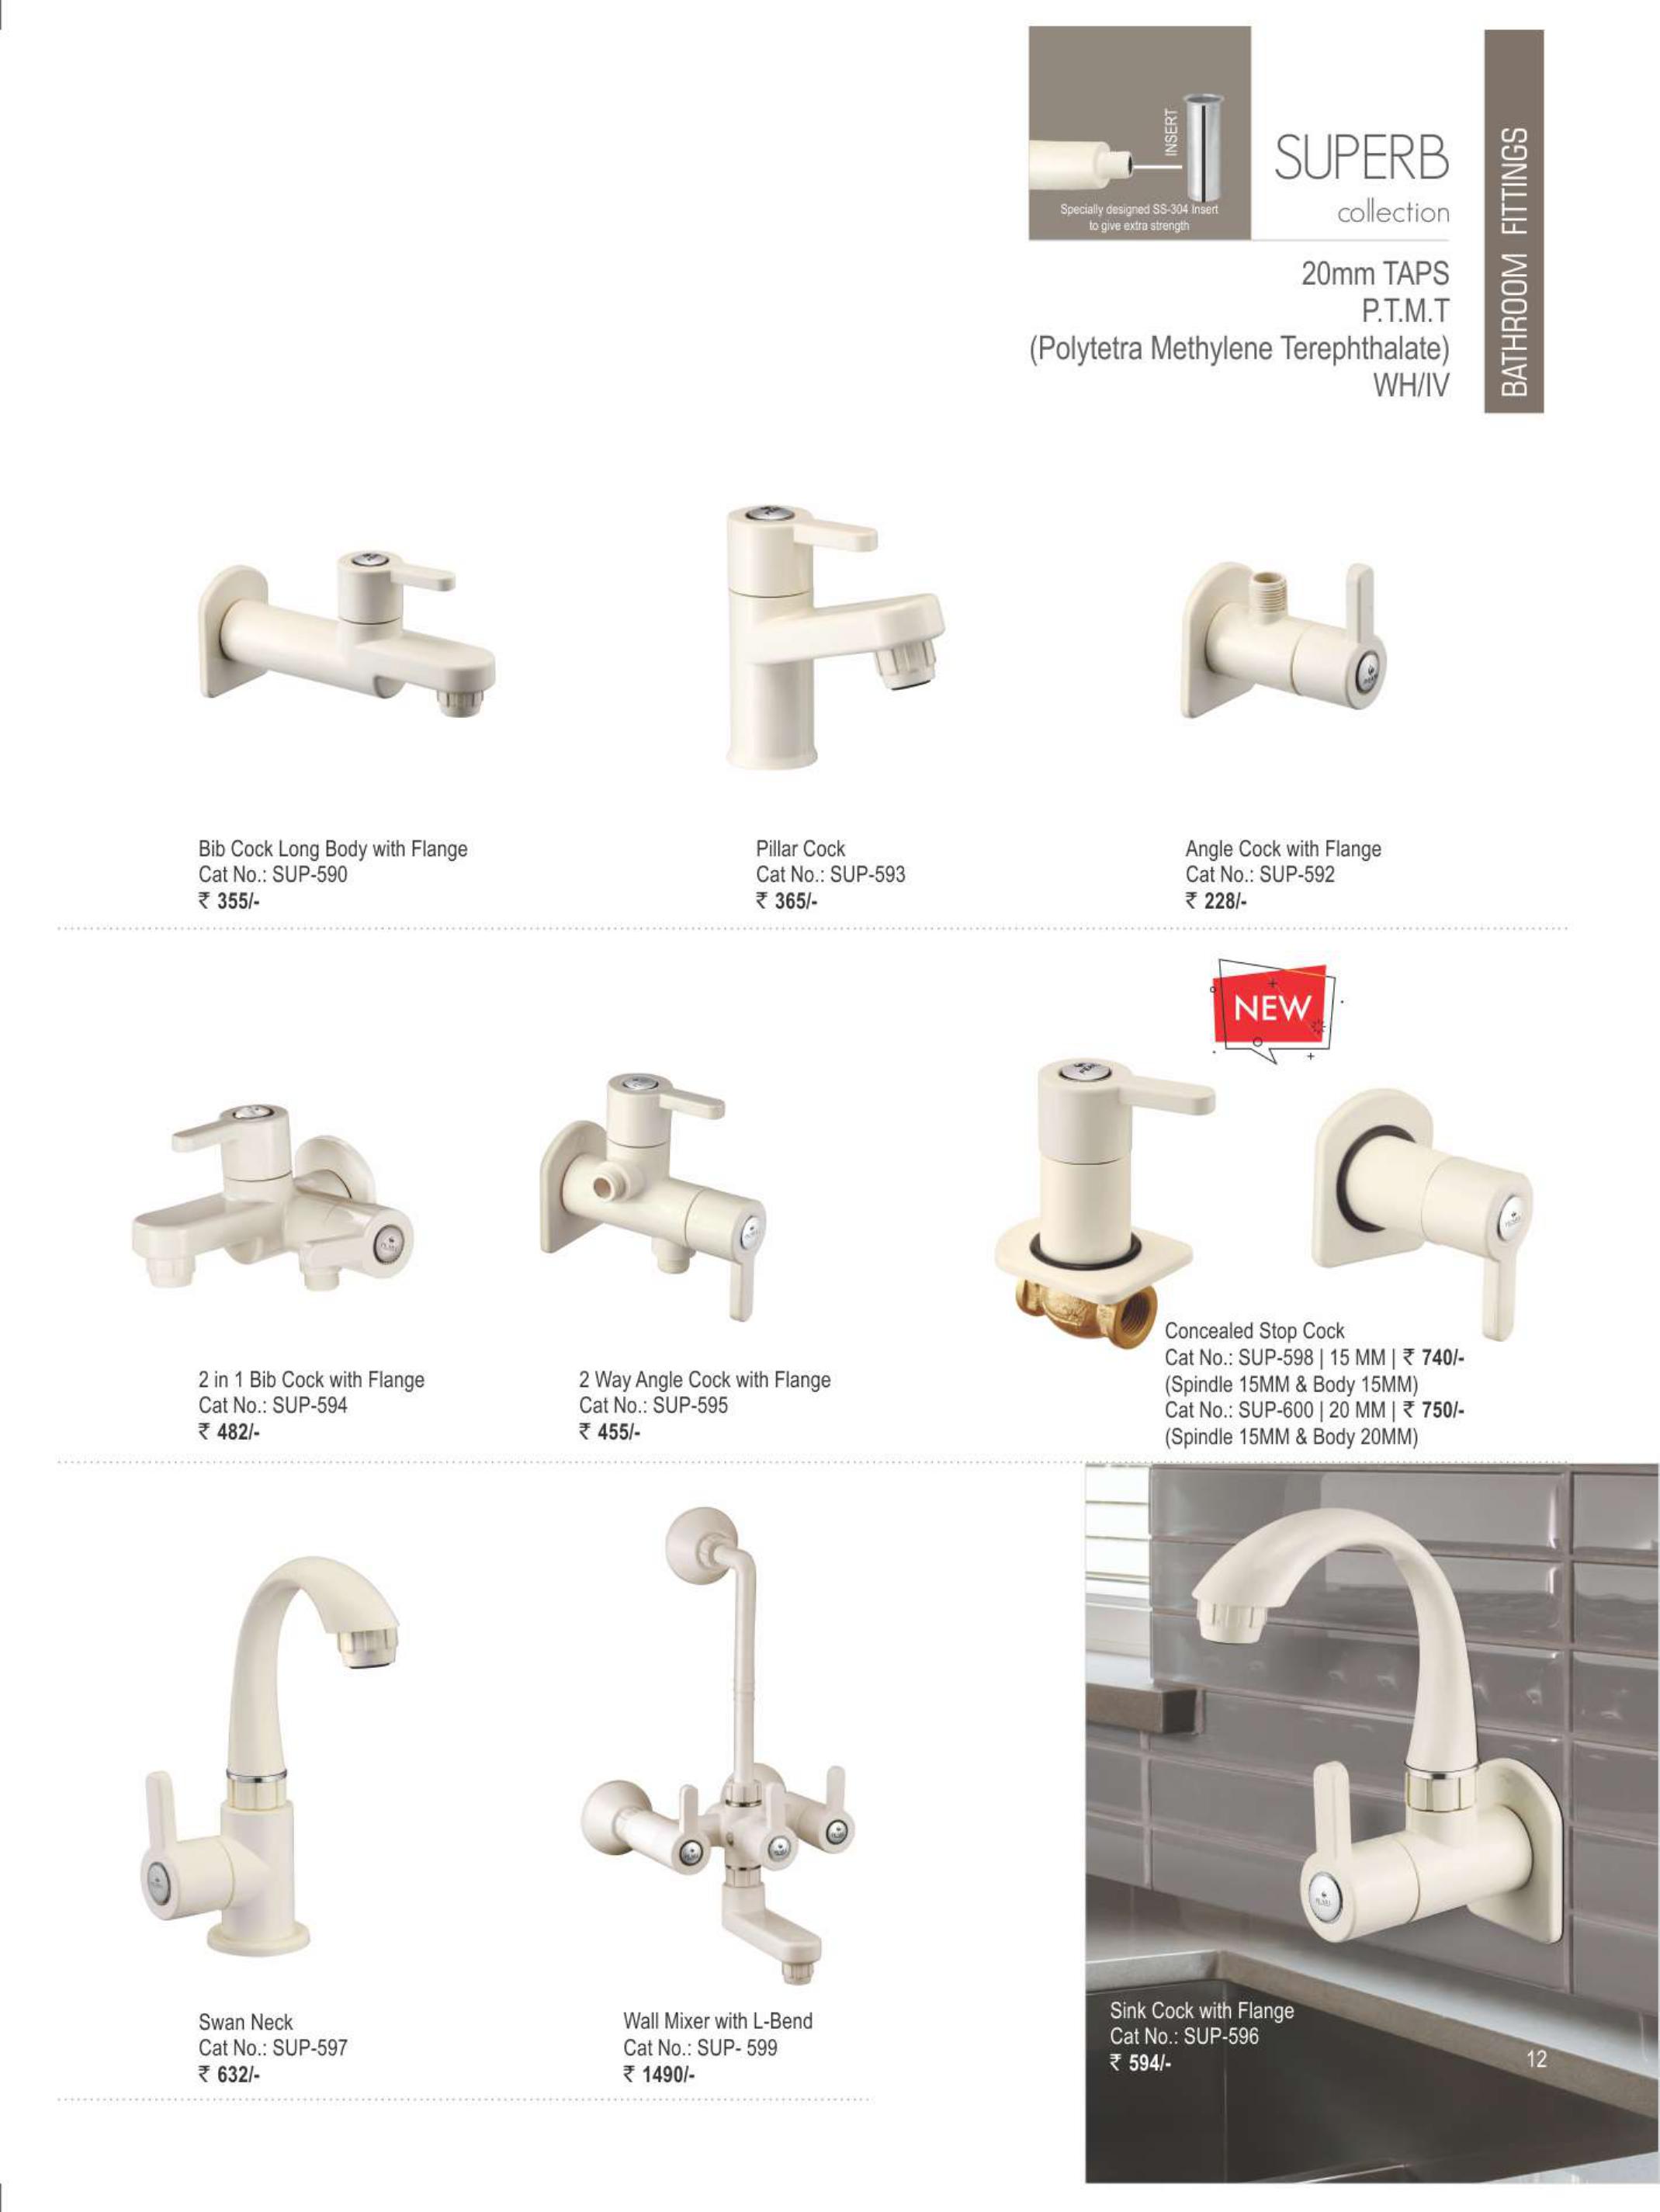 INSERT
Specially designed SS-304 Insert
to give extra strength
SUPERB
collection
20mm TAPS
P.T.M.T
(Polytetra Methylene Terephthalate)
WH/IV
BATHROOM FITTINGS
Bib Cock Long Body with Flange
Cat No.: SUP-590
₹ 355/-
Pillar Cock
Cat No.: SUP-593
₹ 365/-
Angle Cock with Flange
Cat No.: SUP-592
₹ 228/-
NEW
2 in 1 Bib Cock with Flange
Cat No.: SUP-594
₹ 482/-
2 Way Angle Cock with Flange
Cat No.: SUP-595
₹ 455/-
Concealed Stop Cock
Cat No.: SUP-598 | 15 MM | ₹ 740/-
(Spindle 15MM & Body 15MM)
Cat No.: SUP-600 | 20 MM | ₹ 750/-
(Spindle 15MM & Body 20MM)
Swan Neck
Cat No.: SUP-597
₹ 632/-
Wall Mixer with L-Bend
Cat No.: SUP- 599
₹ 1490/-
Sink Cock with Flange
Cat No.: SUP-596
₹ 594/-
12